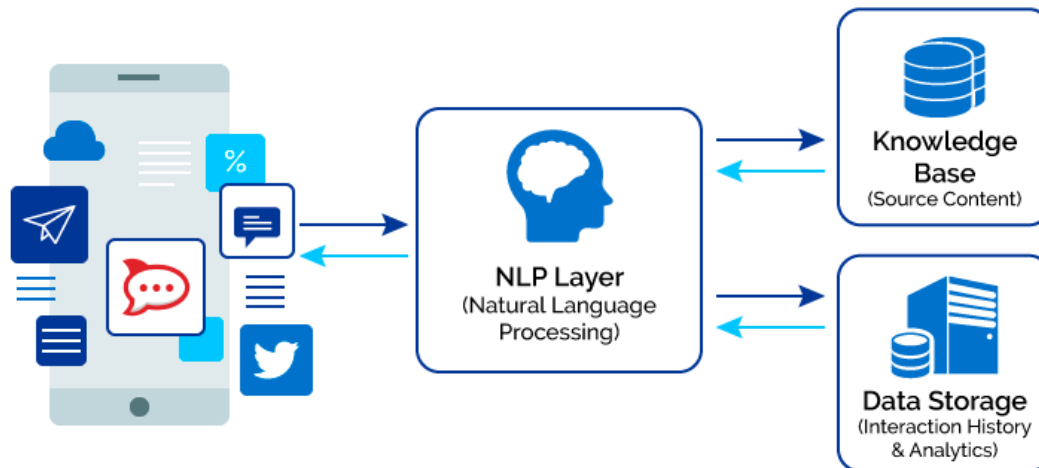 %
NLP Layer
(Natural Language
Processing)
Knowledge
Base
(Source Content)
Data Storage
(Interaction History
& Analytics)